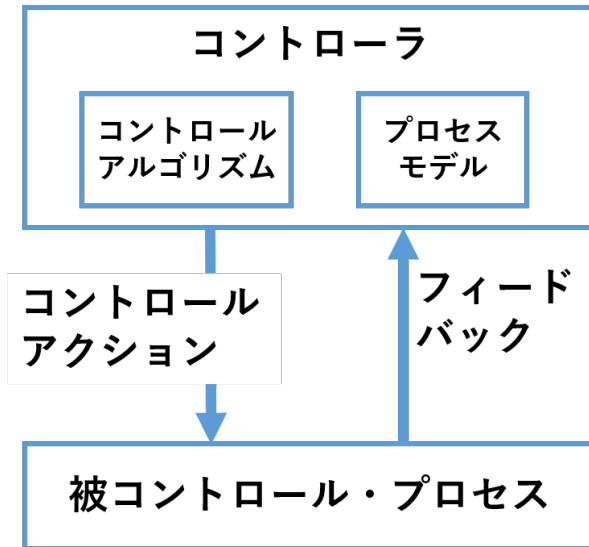 コントローラ
コントロール
アルゴリズム
プロセス
モデル
コントロール
アクション
フィード
バック
被コントロール・プロセス